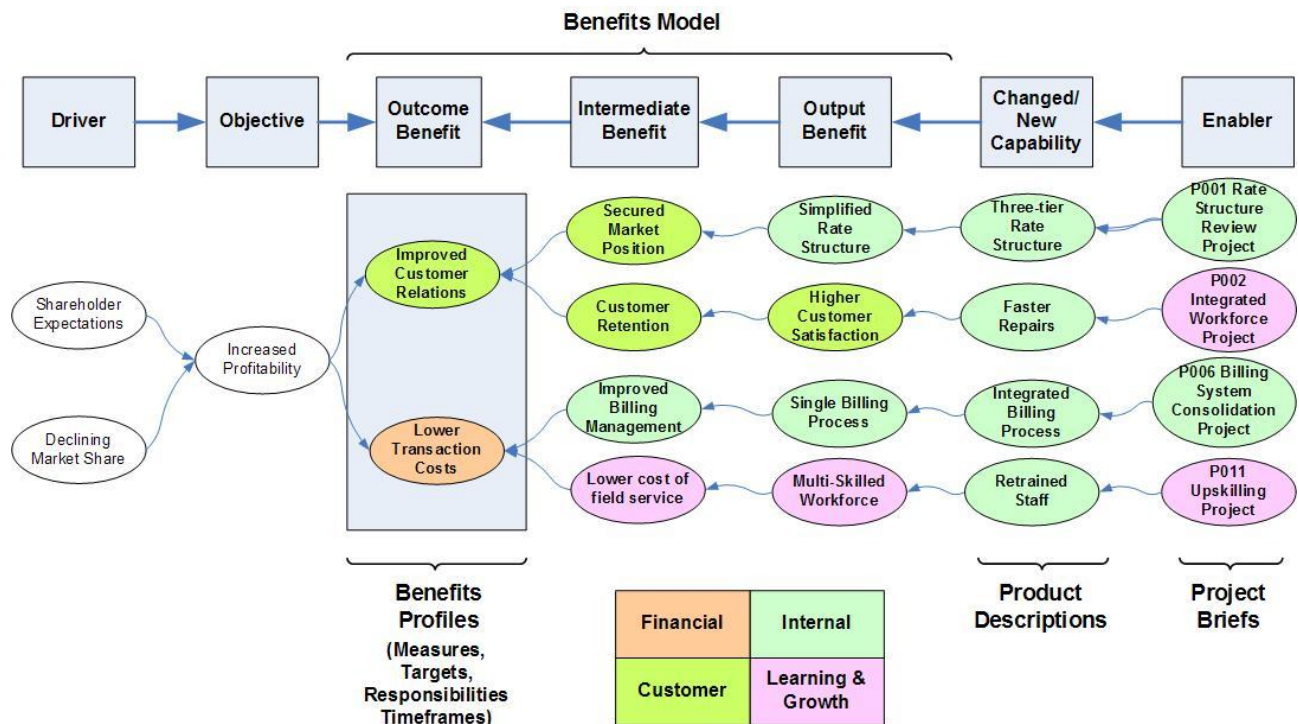 Benefits Model
Driver
Objective
Outcome
Benefit
Intermediate
Benefit
Output
Benefit
Changed/
New
Capability
Enabler
Shareholder
Expectations
Declining
Market Share
Increased
Profitability
Improved
Customer
Relations
Lower
Transaction
Costs
Secured
Market
Position
Customer
Retention
Improved
Billing
Management
Lower cost of
field service
Simplified
Rate
Structure
Higher
Customer
Satisfaction
Single Billing
Process
Multi-Skilled
Workforce
Three-tier
Rate
Structure
Faster
Repairs
Integrated
Billing
Process
Retrained
Staff
P001 Rate
Structure
Review
Project
P002
Integrated
Workforce
Project
P006 Billing
System
Consolidation
Project
P011
Upskilling
Project
Benefits
Profiles
(Measures,
Targets,
Responsibilities
Timeframes)
Financial
Internal
Customer
Learning &
Growth
Product
Descriptions
Project
Briefs